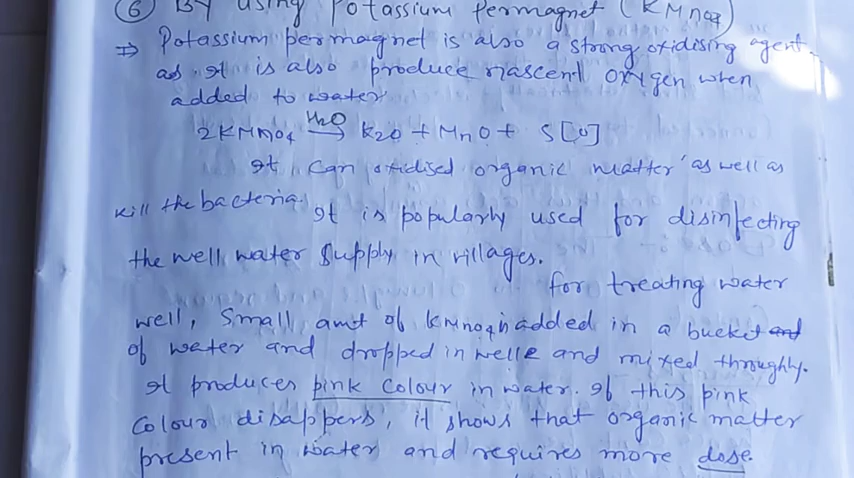 ⑥ By using Potassium Permagnet (KMnO4)
⇒ Potassium permagnet is also a strong oxidising agent
as It is also produce nascent oxygen when
added to water
2KMnO4 H2O→ K2O + MnO + 5[O]
It can oxidised organic matter as well as
kill the bacteria.
It is popularly used for disinfecting
the well water supply in villages.
for treating water
well, small amt of KMnO4 is added in a bucket and
of water and dropped in welle and mixed throughly.
It produces pink colour in water. If this pink
colour disappers, it shows that organic matter
present in water and requires more dose.